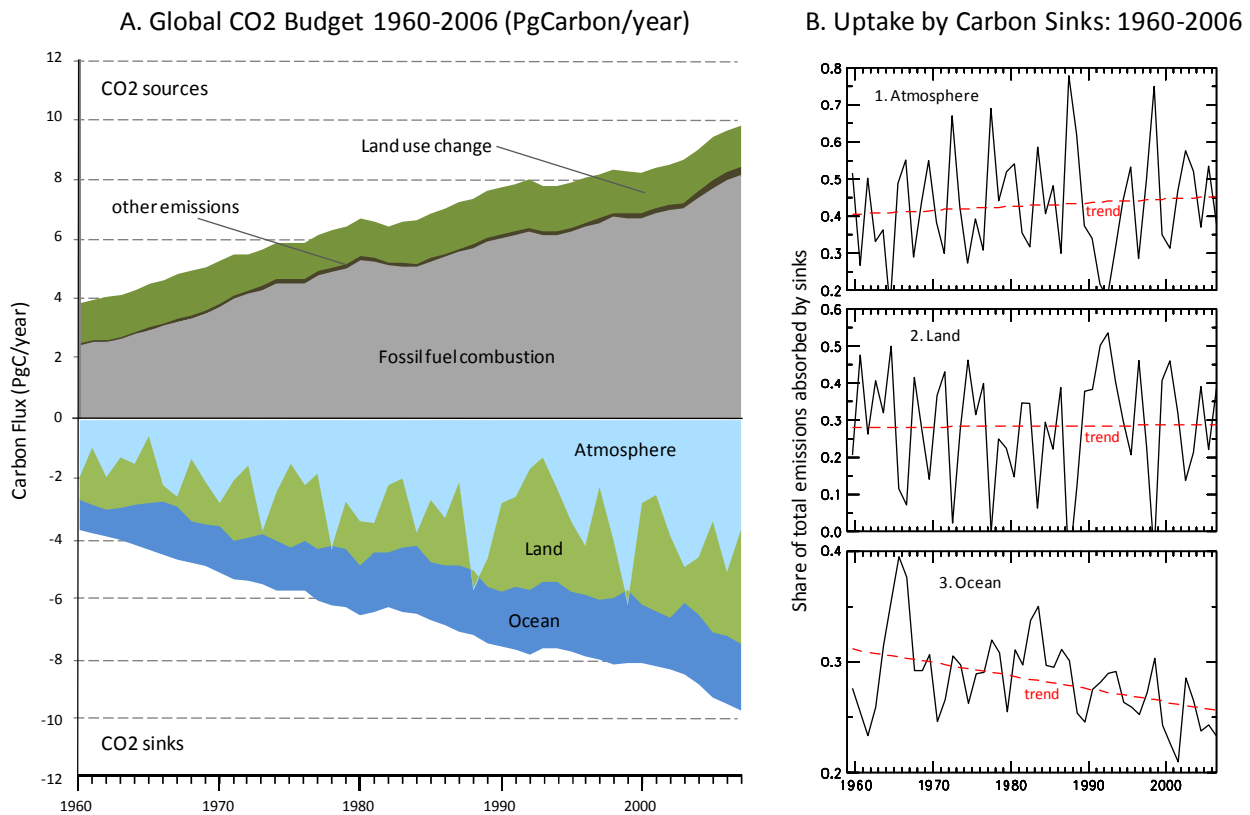 A. Global CO2 Budget 1960-2006 (PgCarbon/year)
12
10
8
6
4
2
0
-2
-4
-6
-8
-10
-12
Carbon Flux (PgC/year)
CO2 sources
Land use change
other emissions
Fossil fuel combustion
Atmosphere
Land
Ocean
CO2 sinks
1960
1970
1980
1990
2000
B. Uptake by Carbon Sinks: 1960-2006
Share of total emissions absorbed by sinks
0.8
0.7
0.6
0.5
0.4
0.3
0.2
1. Atmosphere
trend
0.6
0.5
0.4
0.3
0.2
0.1
0.0
2. Land
trend
0.4
0.3
0.2
3. Ocean
trend
1960
1970
1980
1990
2000